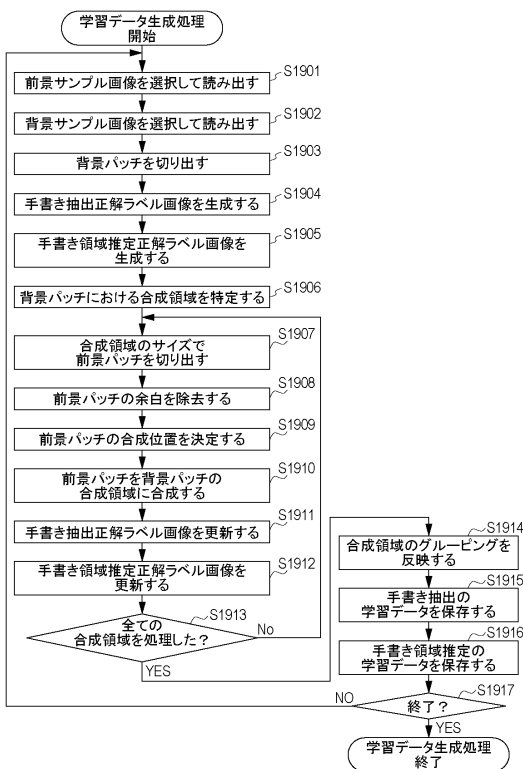 学習データ生成処理
開始
S1901
前景サンプル画像を選択して読み出す
S1902
背景サンプル画像を選択して読み出す
S1903
背景パッチを切り出す
S1904
手書き抽出正解ラベル画像を生成する
S1905
手書き領域推定正解ラベル画像を
生成する
S1906
背景パッチにおける合成領域を特定する
S1907
合成領域のサイズで
前景パッチを切り出す
S1908
前景パッチの余白を除去する
S1909
前景パッチの合成位置を決定する
S1910
前景パッチを背景パッチの
合成領域に合成する
S1911
手書き抽出正解ラベル画像を更新する
S1912
手書き領域推定正解ラベル画像を
更新する
S1913
全ての
合成領域を処理した?
No
YES
S1914
合成領域のグルーピングを
反映する
S1915
手書き抽出の
学習データを保存する
S1916
手書き領域推定の
学習データを保存する
S1917
終了?
NO
YES
学習データ生成処理
終了